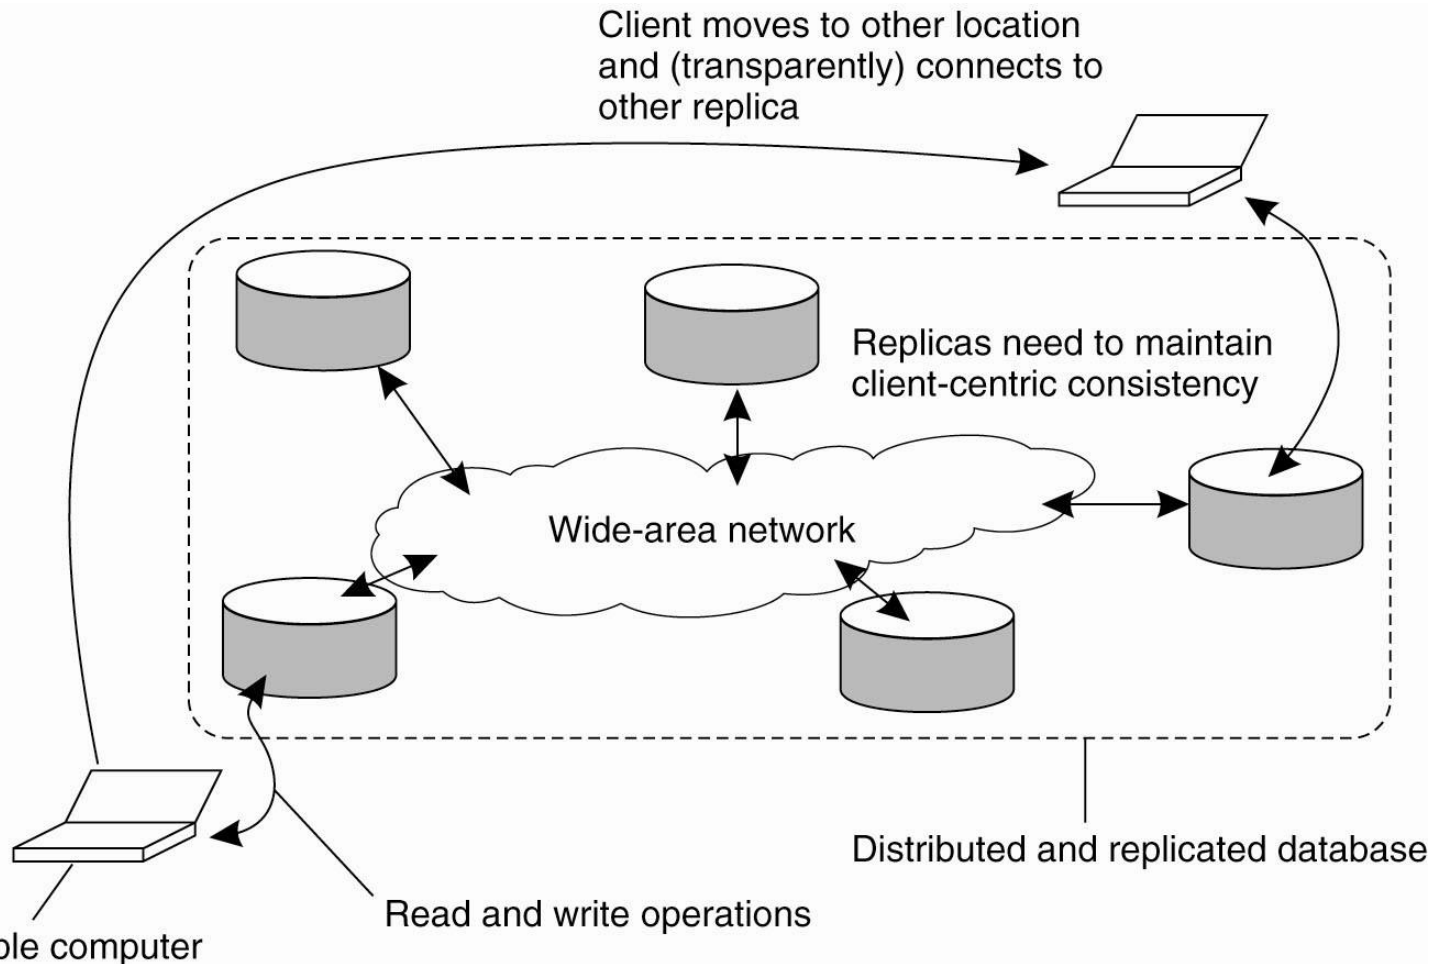 Client moves to other location
and (transparently) connects to
other replica
Replicas need to maintain
client-centric consistency
Wide-area network
Distributed and replicated database
Read and write operations
computer